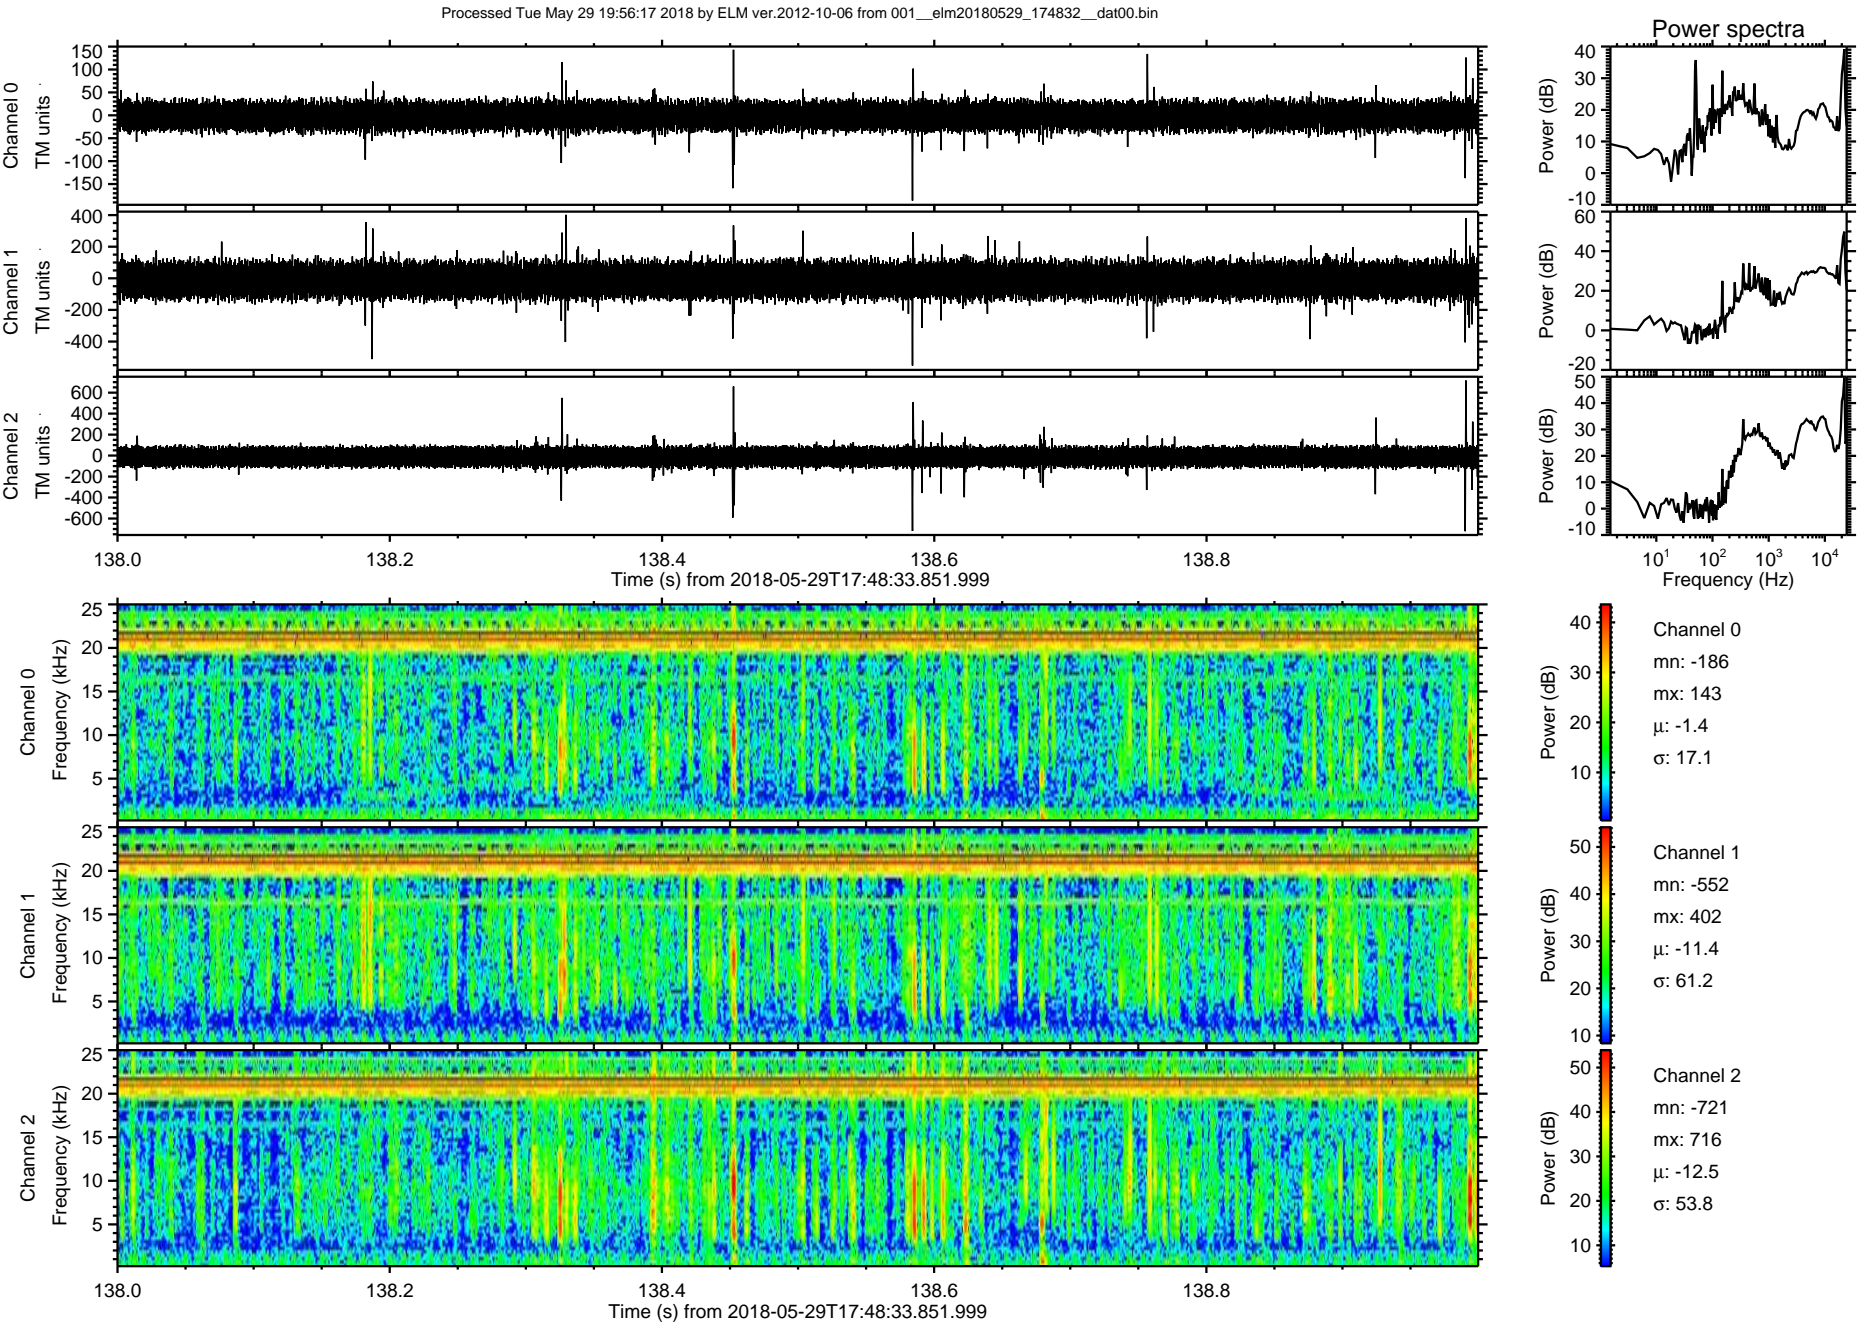 Processed Tue May 29 19:56:17 2018 by ELM ver.2012-10-06 from 001__elm20180529_174832__dat00.bin
Power spectra
Channel 0
TM units
150
100
50
0
-50
-100
-150
Power (dB)
40
30
20
10
0
-10
Channel 1
TM units
400
200
0
-200
-400
Power (dB)
60
40
20
0
-20
Channel 2
TM units
600
400
200
0
-200
-400
-600
Power (dB)
50
40
30
20
10
0
-10
138.0 138.2 138.4 138.6 138.8
Time (s) from 2018-05-29T17:48:33.851.999
10^1 10^2 10^3 10^4
Frequency (Hz)
Channel 0
Frequency (kHz)
25
20
15
10
5
Power (dB)
40
30
20
10
Channel 0
mn: -186
mx: 143
μ: -1.4
σ: 17.1
Channel 1
Frequency (kHz)
25
20
15
10
5
Power (dB)
50
40
30
20
10
Channel 1
mn: -552
mx: 402
μ: -11.4
σ: 61.2
Channel 2
Frequency (kHz)
25
20
15
10
5
Power (dB)
50
40
30
20
10
Channel 2
mn: -721
mx: 716
μ: -12.5
σ: 53.8
138.0 138.2 138.4 138.6 138.8
Time (s) from 2018-05-29T17:48:33.851.999